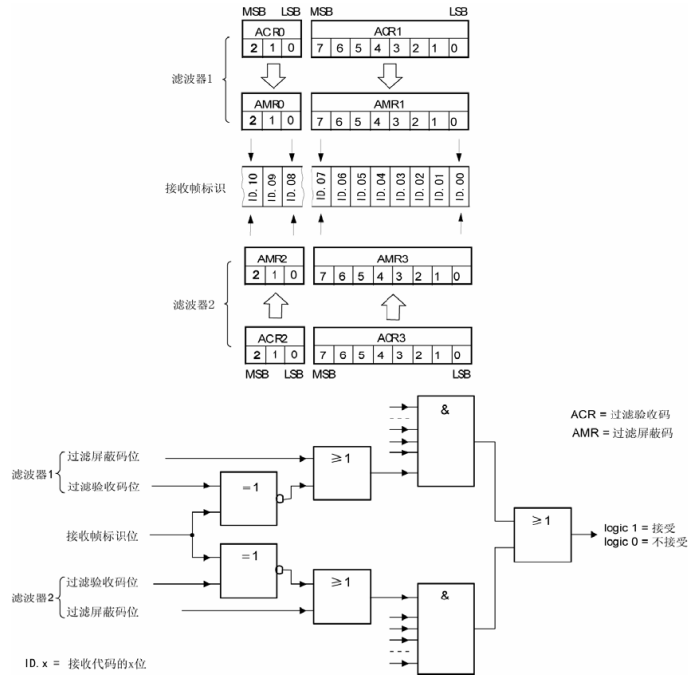 MSB LSB MSB LSB
ACR0 ACR1
2 1 0 7 6 5 4 3 2 1 0
滤波器1
AMR0 AMR1
2 1 0 7 6 5 4 3 2 1 0
接收帧标识 ID.10 ID.09 ID.08 ID.07 ID.06 ID.05 ID.04 ID.03 ID.02 ID.01 ID.00
AMR2 AMR3
2 1 0 7 6 5 4 3 2 1 0
滤波器2
ACR2 ACR3
2 1 0 7 6 5 4 3 2 1 0
MSB LSB MSB LSB
&
ACR = 过滤验收码
AMR = 过滤屏蔽码
滤波器1
过滤屏蔽码位
过滤验收码位
≥1
=1
接收帧标识位
≥1
logic 1 = 接受
logic 0 = 不接受
=1
滤波器2
过滤验收码位
过滤屏蔽码位
≥1
&
ID.x = 接收代码的x位